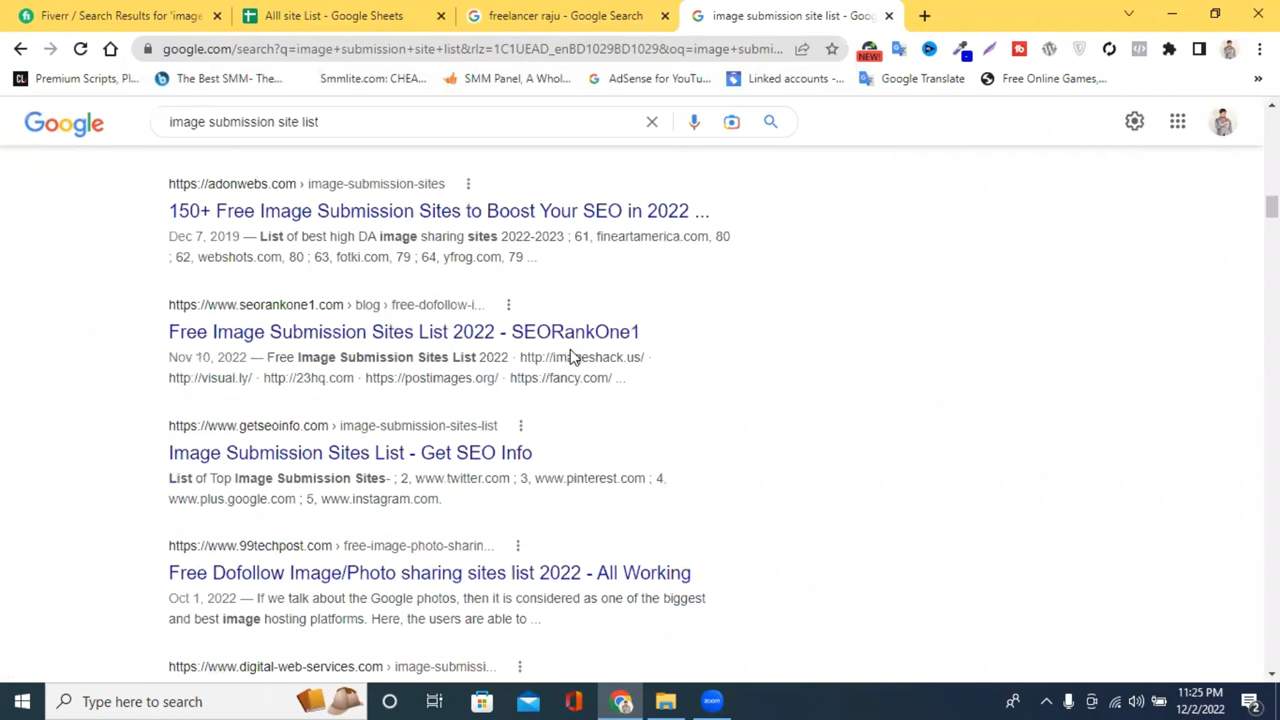 Fiverr / Search Results for 'image
Alll site List - Google Sheets
freelancer raju - Google Search
image submission site list - Goog
google.com/search?q=image+submission+site+list&rlz=1C1UEAD_enBD1029BD1029&oq=image+submi...
NEW!
CL Premium Scripts, Pl...
The Best SMM- The...
Smmlite.com: CHEA...
SMM Panel, A Whol...
AdSense for YouTu...
Linked accounts -...
Google Translate
Free Online Games,...
»
Google
image submission site list
https://adonwebs.com › image-submission-sites
150+ Free Image Submission Sites to Boost Your SEO in 2022 ...
Dec 7, 2019 — List of best high DA image sharing sites 2022-2023 ; 61, fineartamerica.com, 80
; 62, webshots.com, 80 ; 63, fotki.com, 79 ; 64, yfrog.com, 79 ...
https://www.seorankone1.com › blog › free-dofollow-i...
Free Image Submission Sites List 2022 - SEORankOne1
Nov 10, 2022 — Free Image Submission Sites List 2022 · http://imageshack.us/ ·
http://visual.ly/ · http://23hq.com · https://postimages.org/ · https://fancy.com/ ...
https://www.getseoinfo.com › image-submission-sites-list
Image Submission Sites List - Get SEO Info
List of Top Image Submission Sites- ; 2, www.twitter.com ; 3, www.pinterest.com ; 4,
www.plus.google.com ; 5, www.instagram.com.
https://www.99techpost.com › free-image-photo-sharin...
Free Dofollow Image/Photo sharing sites list 2022 - All Working
Oct 1, 2022 — If we talk about the Google photos, then it is considered as one of the biggest
and best image hosting platforms. Here, the users are able to ...
https://www.digital-web-services.com › image-submissi...
Type here to search
zoom
11:25 PM
12/2/2022
2